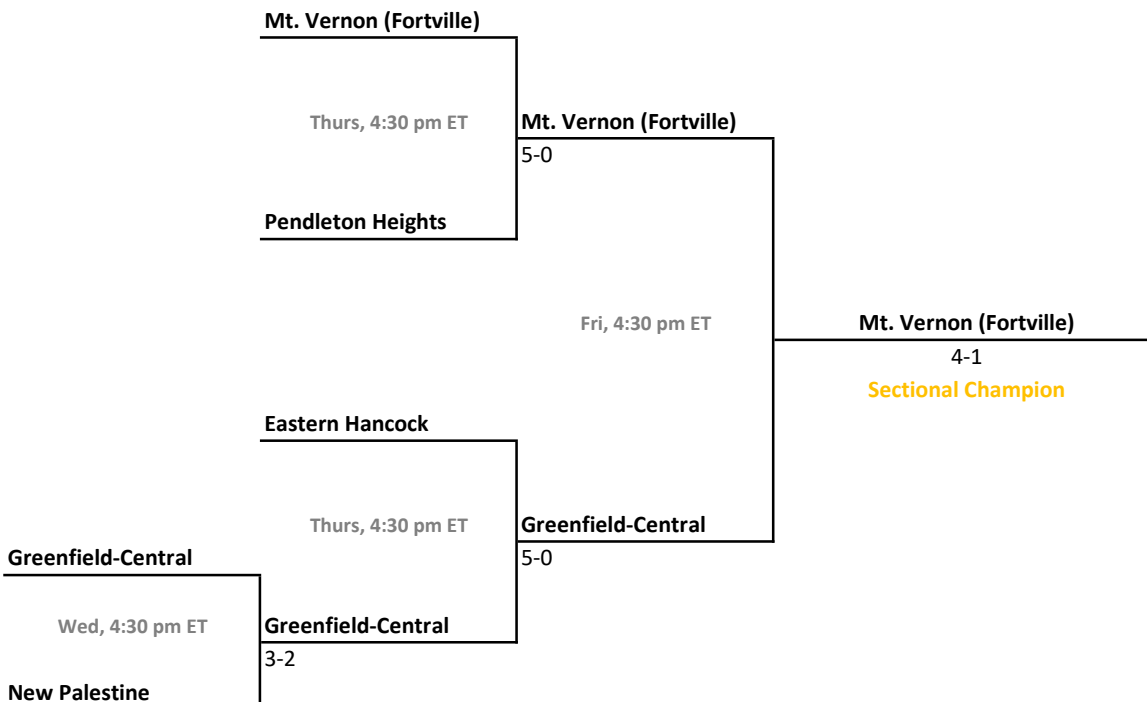 Mt. Vernon (Fortville)
Thurs, 4:30 pm ET
Mt. Vernon (Fortville)
5-0
Pendleton Heights
Fri, 4:30 pm ET
Mt. Vernon (Fortville)
4-1
Sectional Champion
Eastern Hancock
Thurs, 4:30 pm ET
Greenfield-Central
5-0
Greenfield-Central
Wed, 4:30 pm ET
Greenfield-Central
3-2
New Palestine